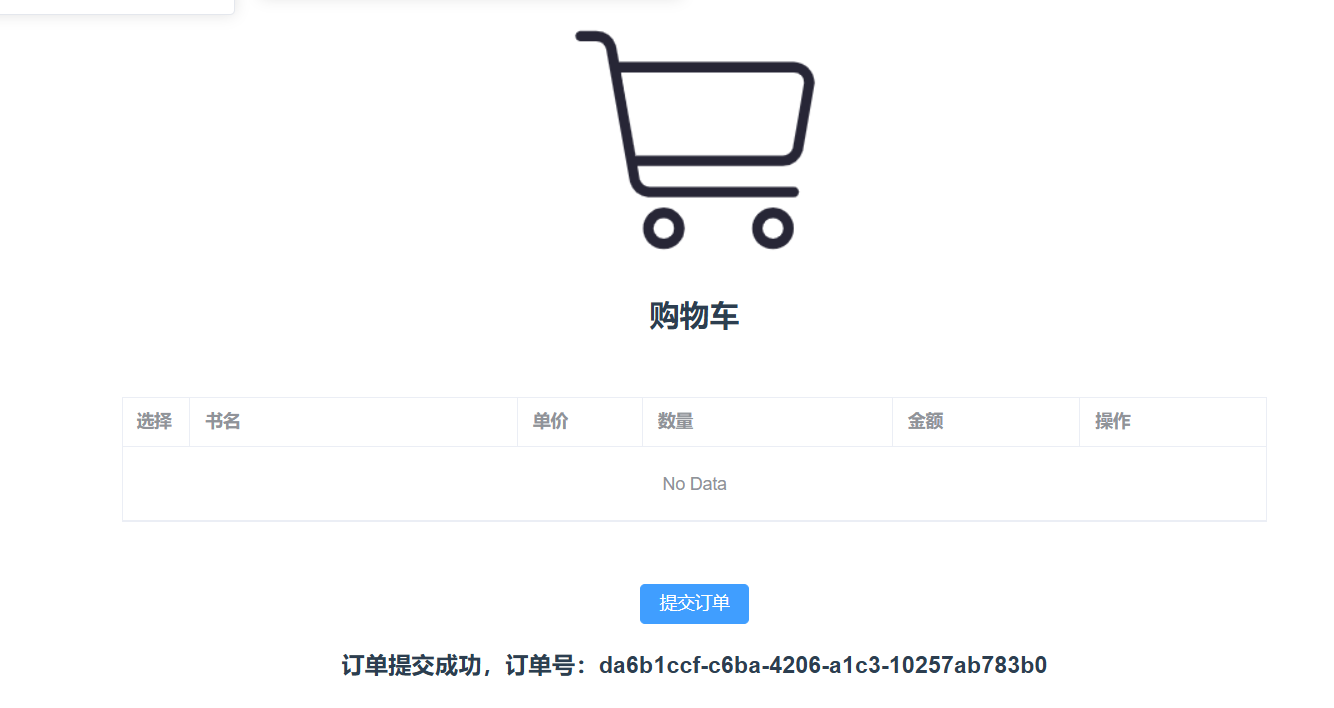 购物车
选择 书名 单价 数量 金额 操作
No Data
提交订单
订单提交成功，订单号：da6b1ccf-c6ba-4206-a1c3-10257ab783b0